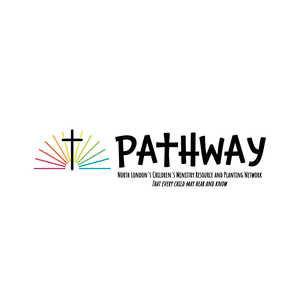 PATHWAY
NORTH LONDON'S CHILDREN'S MINISTRY RESOURCE AND PLANTING NETWORK
THAT EVERY CHILD MAY HEAR AND KNOW